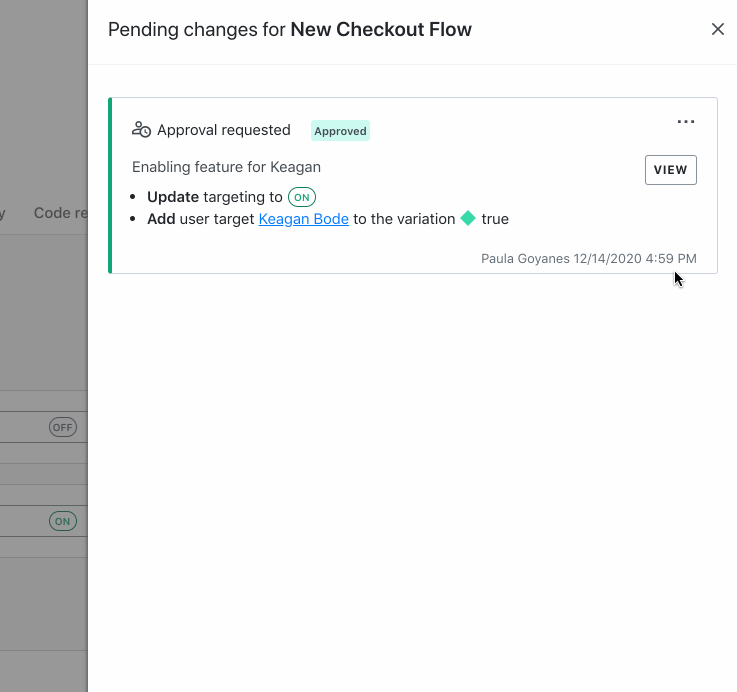 Pending changes for New Checkout Flow
Approval requested Approved
Enabling feature for Keagan
VIEW
• Update targeting to ON
• Add user target Keagan Bode to the variation true
Paula Goyanes 12/14/2020 4:59 PM
y Code re
OFF
ON